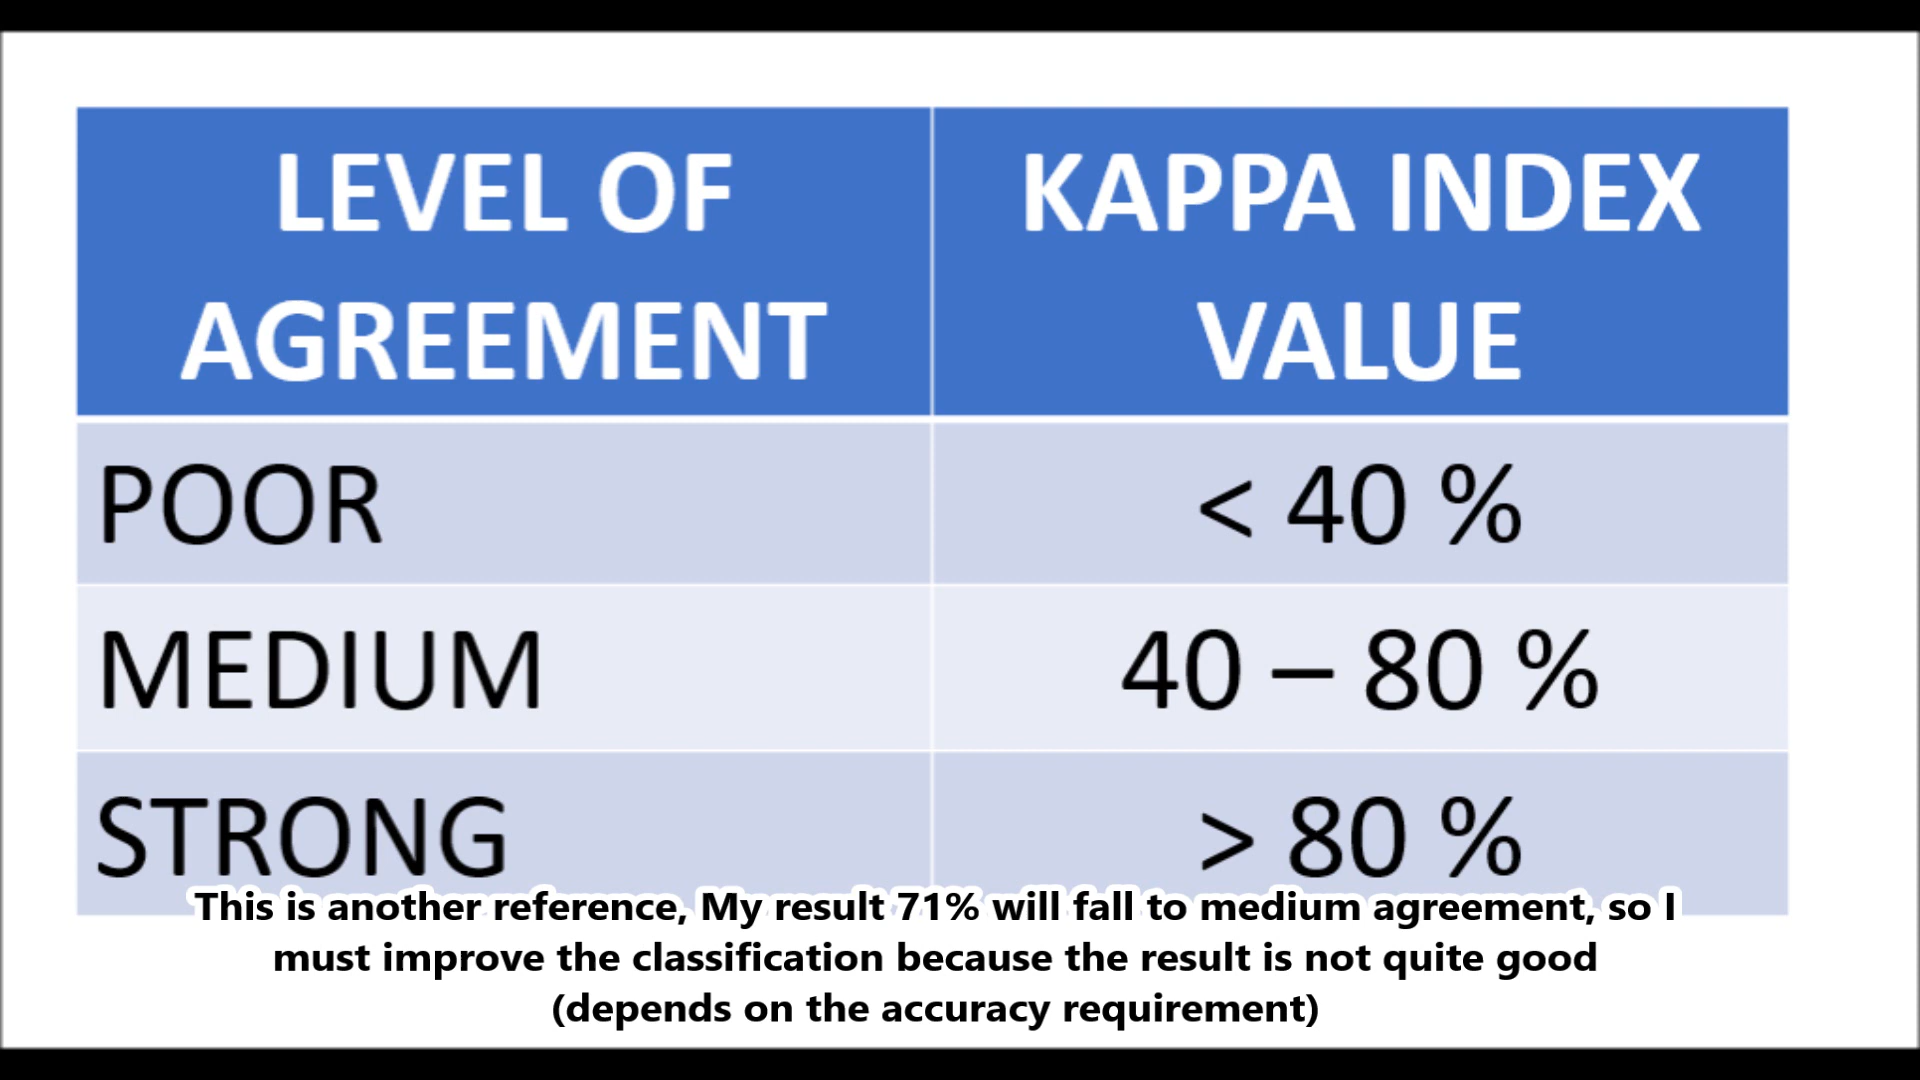 LEVEL OF AGREEMENT
KAPPA INDEX VALUE
POOR
< 40 %
MEDIUM
40 – 80 %
STRONG
> 80 %
This is another reference, My result 71% will fall to medium agreement, so I
must improve the classification because the result is not quite good
(depends on the accuracy requirement)